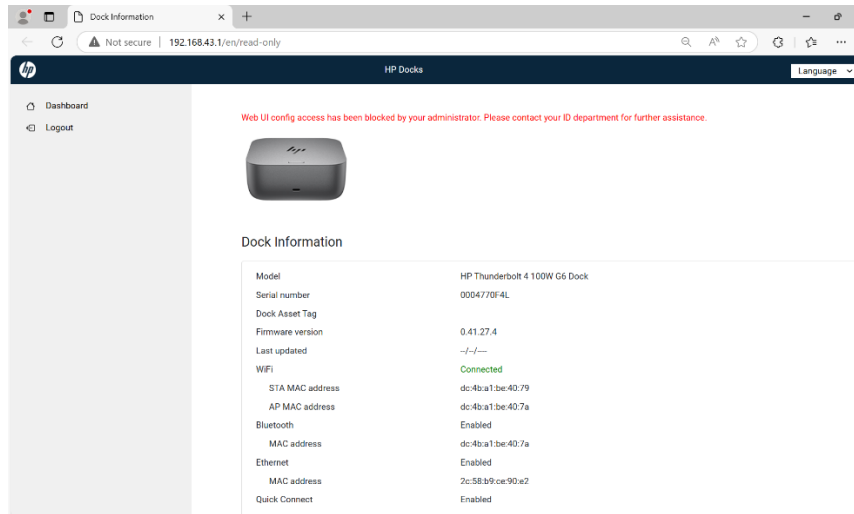 Dock Information
Not secure
192.168.43.1/en/read-only
hp
HP Docks
Language
Dashboard
Logout
Web UI config access has been blocked by your administrator. Please contact your ID department for further assistance.
hp
Dock Information
Model HP Thunderbolt 4 100W G6 Dock
Serial number 0004770F4L
Dock Asset Tag
Firmware version 0.41.27.4
Last updated --/--/----
WiFi Connected
STA MAC address dc:4b:a1:be:40:79
AP MAC address dc:4b:a1:be:40:7a
Bluetooth Enabled
MAC address dc:4b:a1:be:40:7a
Ethernet Enabled
MAC address 2c:58:b9:ce:90:e2
Quick Connect Enabled